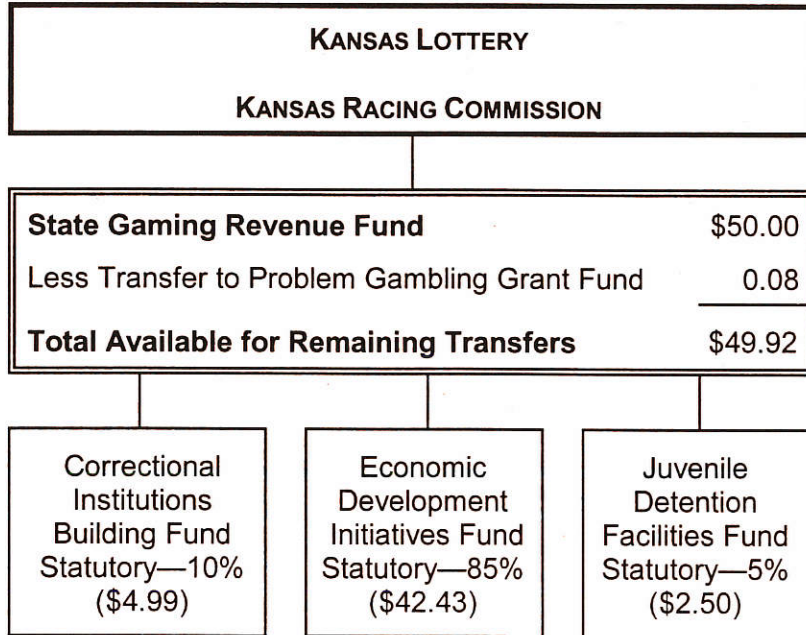 KANSAS LOTTERY
KANSAS RACING COMMISSION
State Gaming Revenue Fund $50.00
Less Transfer to Problem Gambling Grant Fund 0.08
Total Available for Remaining Transfers $49.92
Correctional
Institutions
Building Fund
Statutory—10%
($4.99)
Economic
Development
Initiatives Fund
Statutory—85%
($42.43)
Juvenile
Detention
Facilities Fund
Statutory—5%
($2.50)